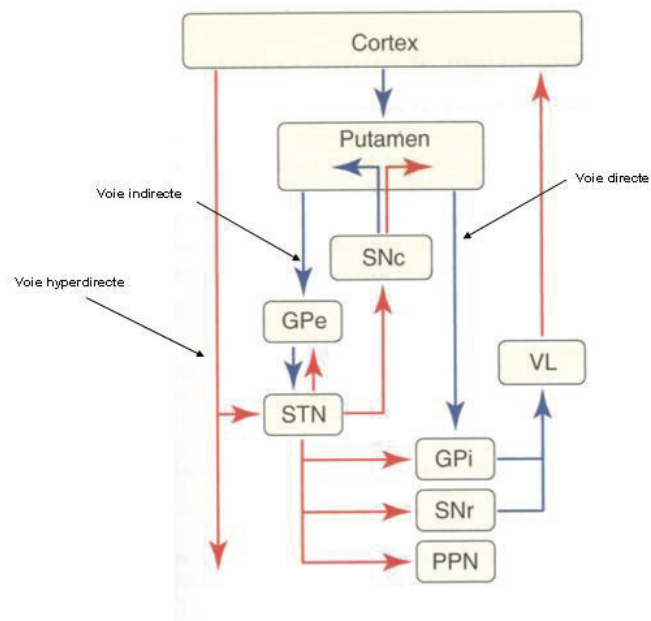 Cortex
Putamen
Voie directe
Voie indirecte
SNc
Voie hyperdirecte
GPe
VL
STN
GPi
SNr
PPN